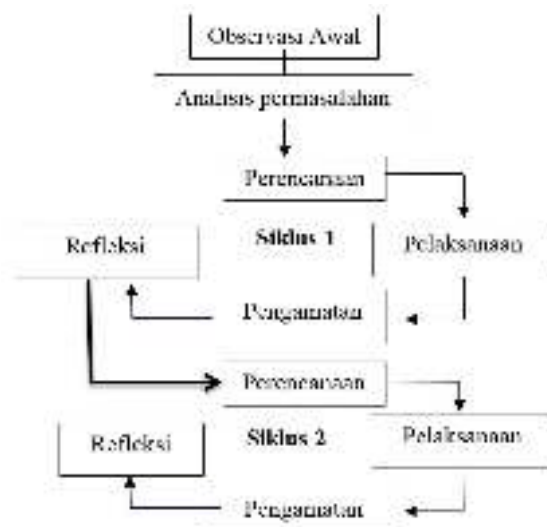 Observasi Awal
Analisis permasalahan
Perencanaan
Siklus 1
Refleksi
Pelaksanaan
Pengamatan
Perencanaan
Siklus 2
Refleksi
Pelaksanaan
Pengamatan